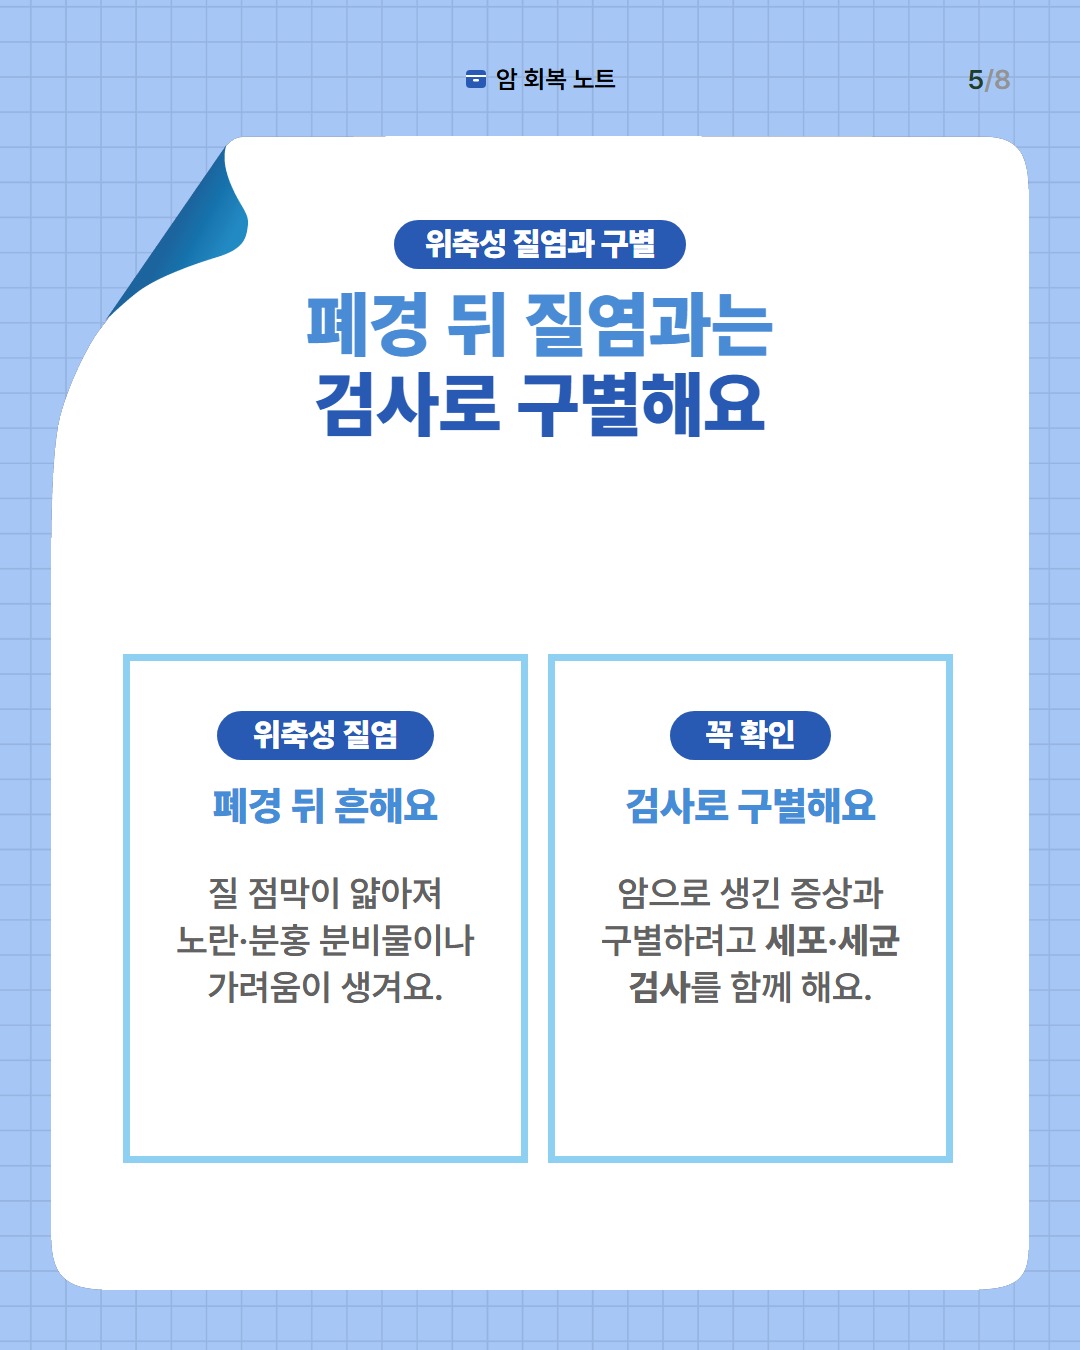 암 회복 노트
5/8
위축성 질염과 구별
폐경 뒤 질염과는
검사로 구별해요
위축성 질염
폐경 뒤 흔해요
질 점막이 얇아져
노란·분홍 분비물이나
가려움이 생겨요.
꼭 확인
검사로 구별해요
암으로 생긴 증상과
구별하려고 세포·세균
검사를 함께 해요.